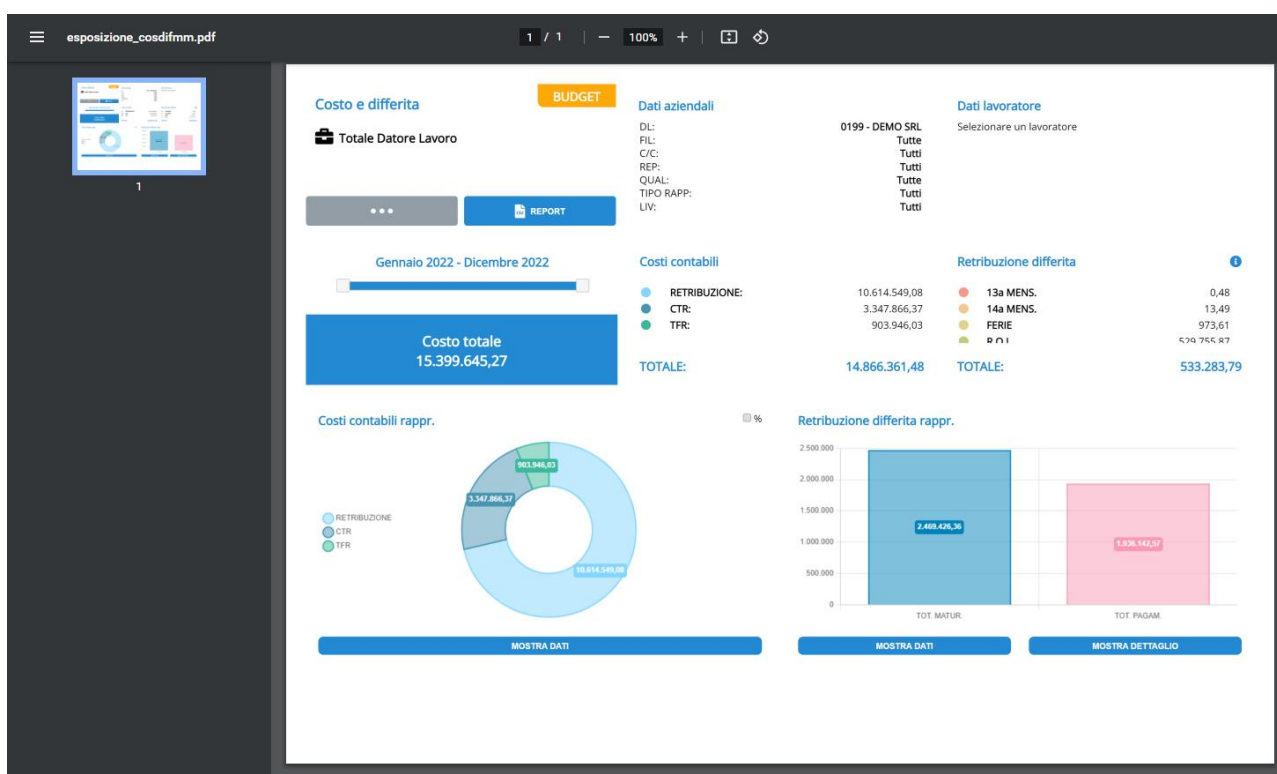 esposizione_cosdifmm.pdf
1 / 1
100%
1
Costo e differita
BUDGET
Totale Datore Lavoro
REPORT
Dati aziendali
DL: 0199 - DEMO SRL
FIL: Tutte
C/C: Tutti
REP: Tutti
QUAL: Tutte
TIPO RAPP: Tutti
LIV: Tutti
Dati lavoratore
Selezionare un lavoratore
Gennaio 2022 - Dicembre 2022
Costo totale
15.399.645,27
Costi contabili
RETRIBUZIONE: 10.614.549,08
CTR: 3.347.866,37
TFR: 903.946,03
TOTALE: 14.866.361,48
Retribuzione differita
13a MENS. 0,48
14a MENS. 13,49
FERIE 973,61
R.O.L. 529.755,87
TOTALE: 533.283,79
Costi contabili rappr.
%
RETRIBUZIONE
CTR
TFR
903.946,03
3.347.866,37
10.614.549,08
MOSTRA DATI
Retribuzione differita rappr.
2.500.000
2.000.000
1.500.000
1.000.000
500.000
0
2.469.426,36
1.936.142,57
TOT. MATUR.
TOT. PAGAM.
MOSTRA DATI
MOSTRA DETTAGLIO